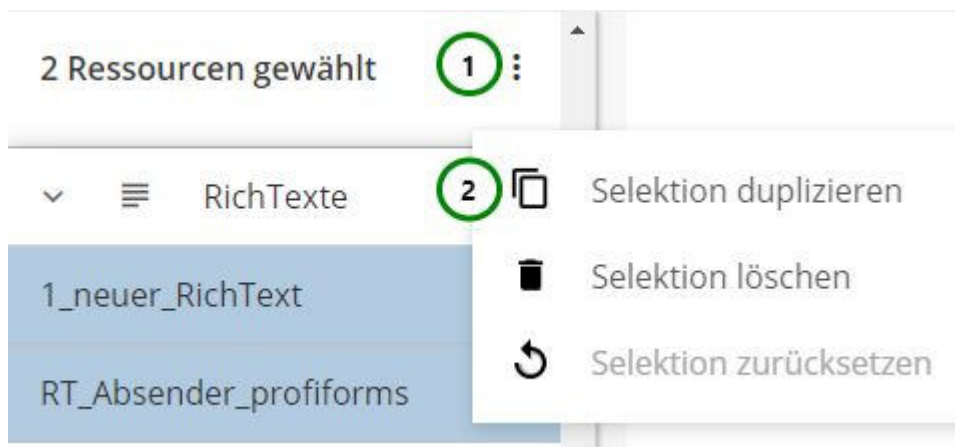 2 Ressourcen gewählt 1
2 Selektion duplizieren
RichTexte
Selektion löschen
1_neuer_RichText
Selektion zurücksetzen
RT_Absender_profiforms